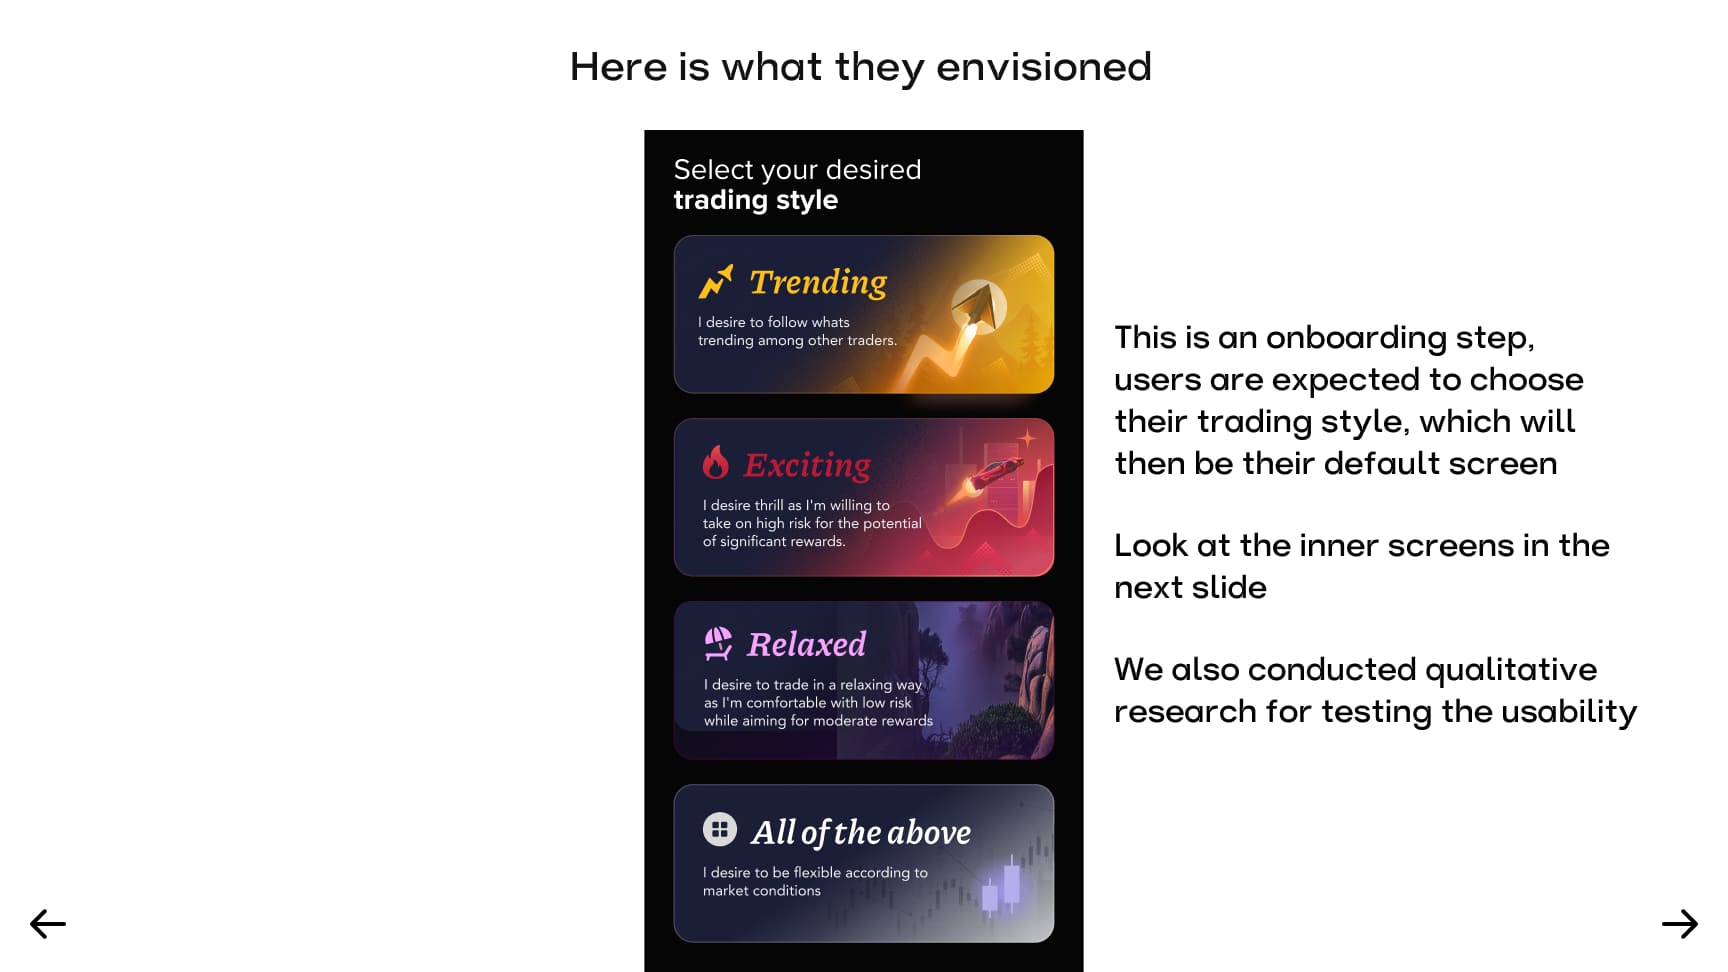 Here is what they envisioned
Select your desired
trading style
Trending
I desire to follow whats
trending among other traders.
Exciting
I desire thrill as I'm willing to
take on high risk for the potential
of significant rewards.
Relaxed
I desire to trade in a relaxing way
as I'm comfortable with low risk
while aiming for moderate rewards
All of the above
I desire to be flexible according to
market conditions
This is an onboarding step,
users are expected to choose
their trading style, which will
then be their default screen
Look at the inner screens in the
next slide
We also conducted qualitative
research for testing the usability